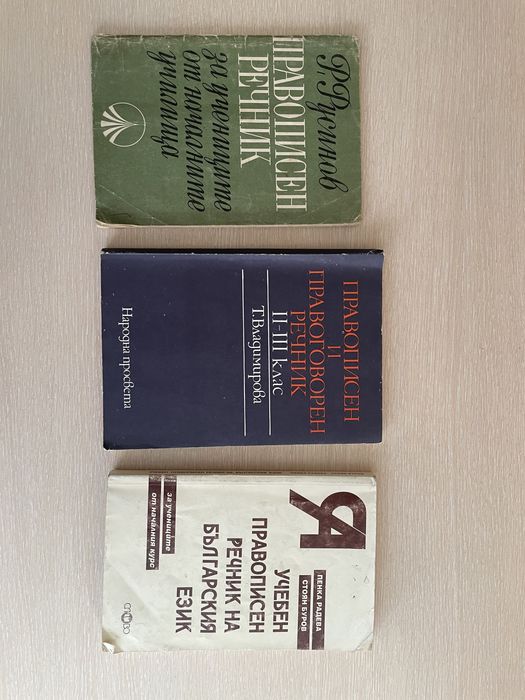 Р. Русинов
ПРАВОПИСЕН
РЕЧНИК
за учениците
от началните
училища
ПРАВОПИСЕН
И
ПРАВОГОВОРЕН
РЕЧНИК
II–III клас
Т. Владимирова
Народна просвета
ПЕНКА РАДЕВА
СТОЯН БУРОВ
Я
УЧЕБЕН
ПРАВОПИСЕН
РЕЧНИК НА
БЪЛГАРСКИЯ
ЕЗИК
за учениците
от началния курс
СЛОВО